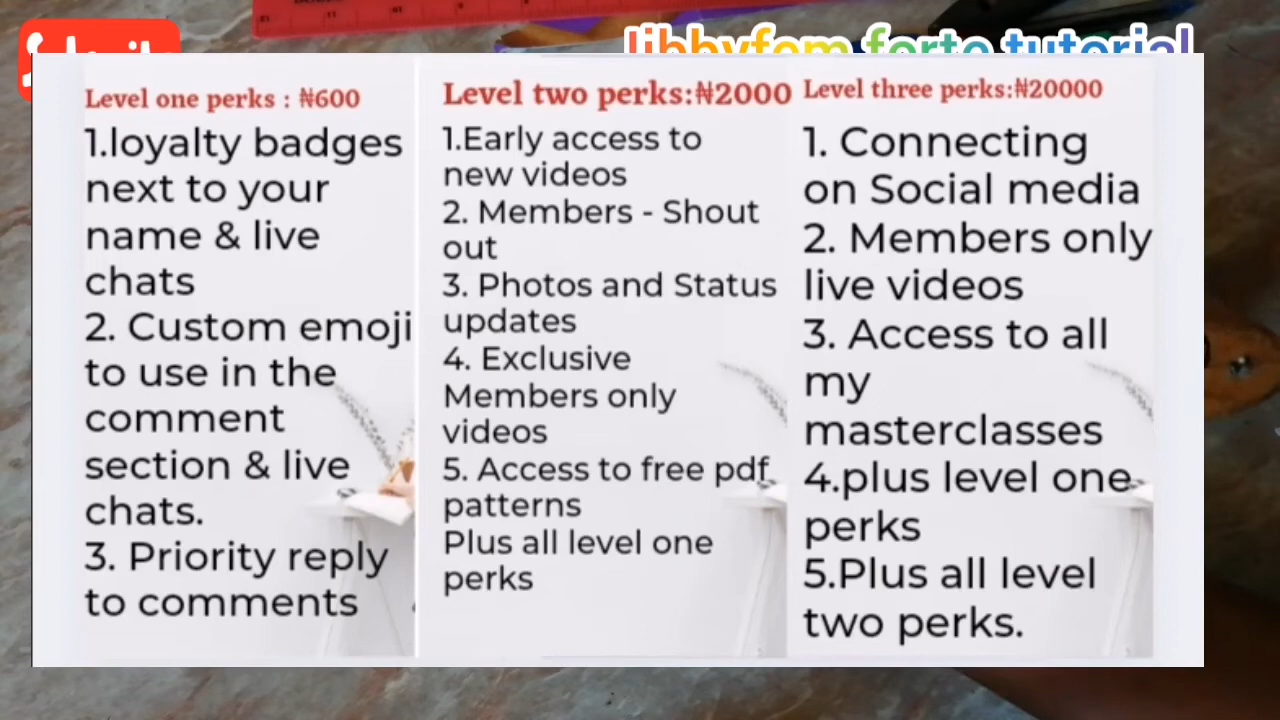 libbyfem forte tutorial
Level one perks : ₦600
1.loyalty badges
next to your
name & live
chats
2. Custom emoji
to use in the
comment
section & live
chats.
3. Priority reply
to comments
Level two perks:₦2000
1.Early access to
new videos
2. Members - Shout
out
3. Photos and Status
updates
4. Exclusive
Members only
videos
5. Access to free pdf
patterns
Plus all level one
perks
Level three perks:₦20000
1. Connecting
on Social media
2. Members only
live videos
3. Access to all
my
masterclasses
4.plus level one
perks
5.Plus all level
two perks.